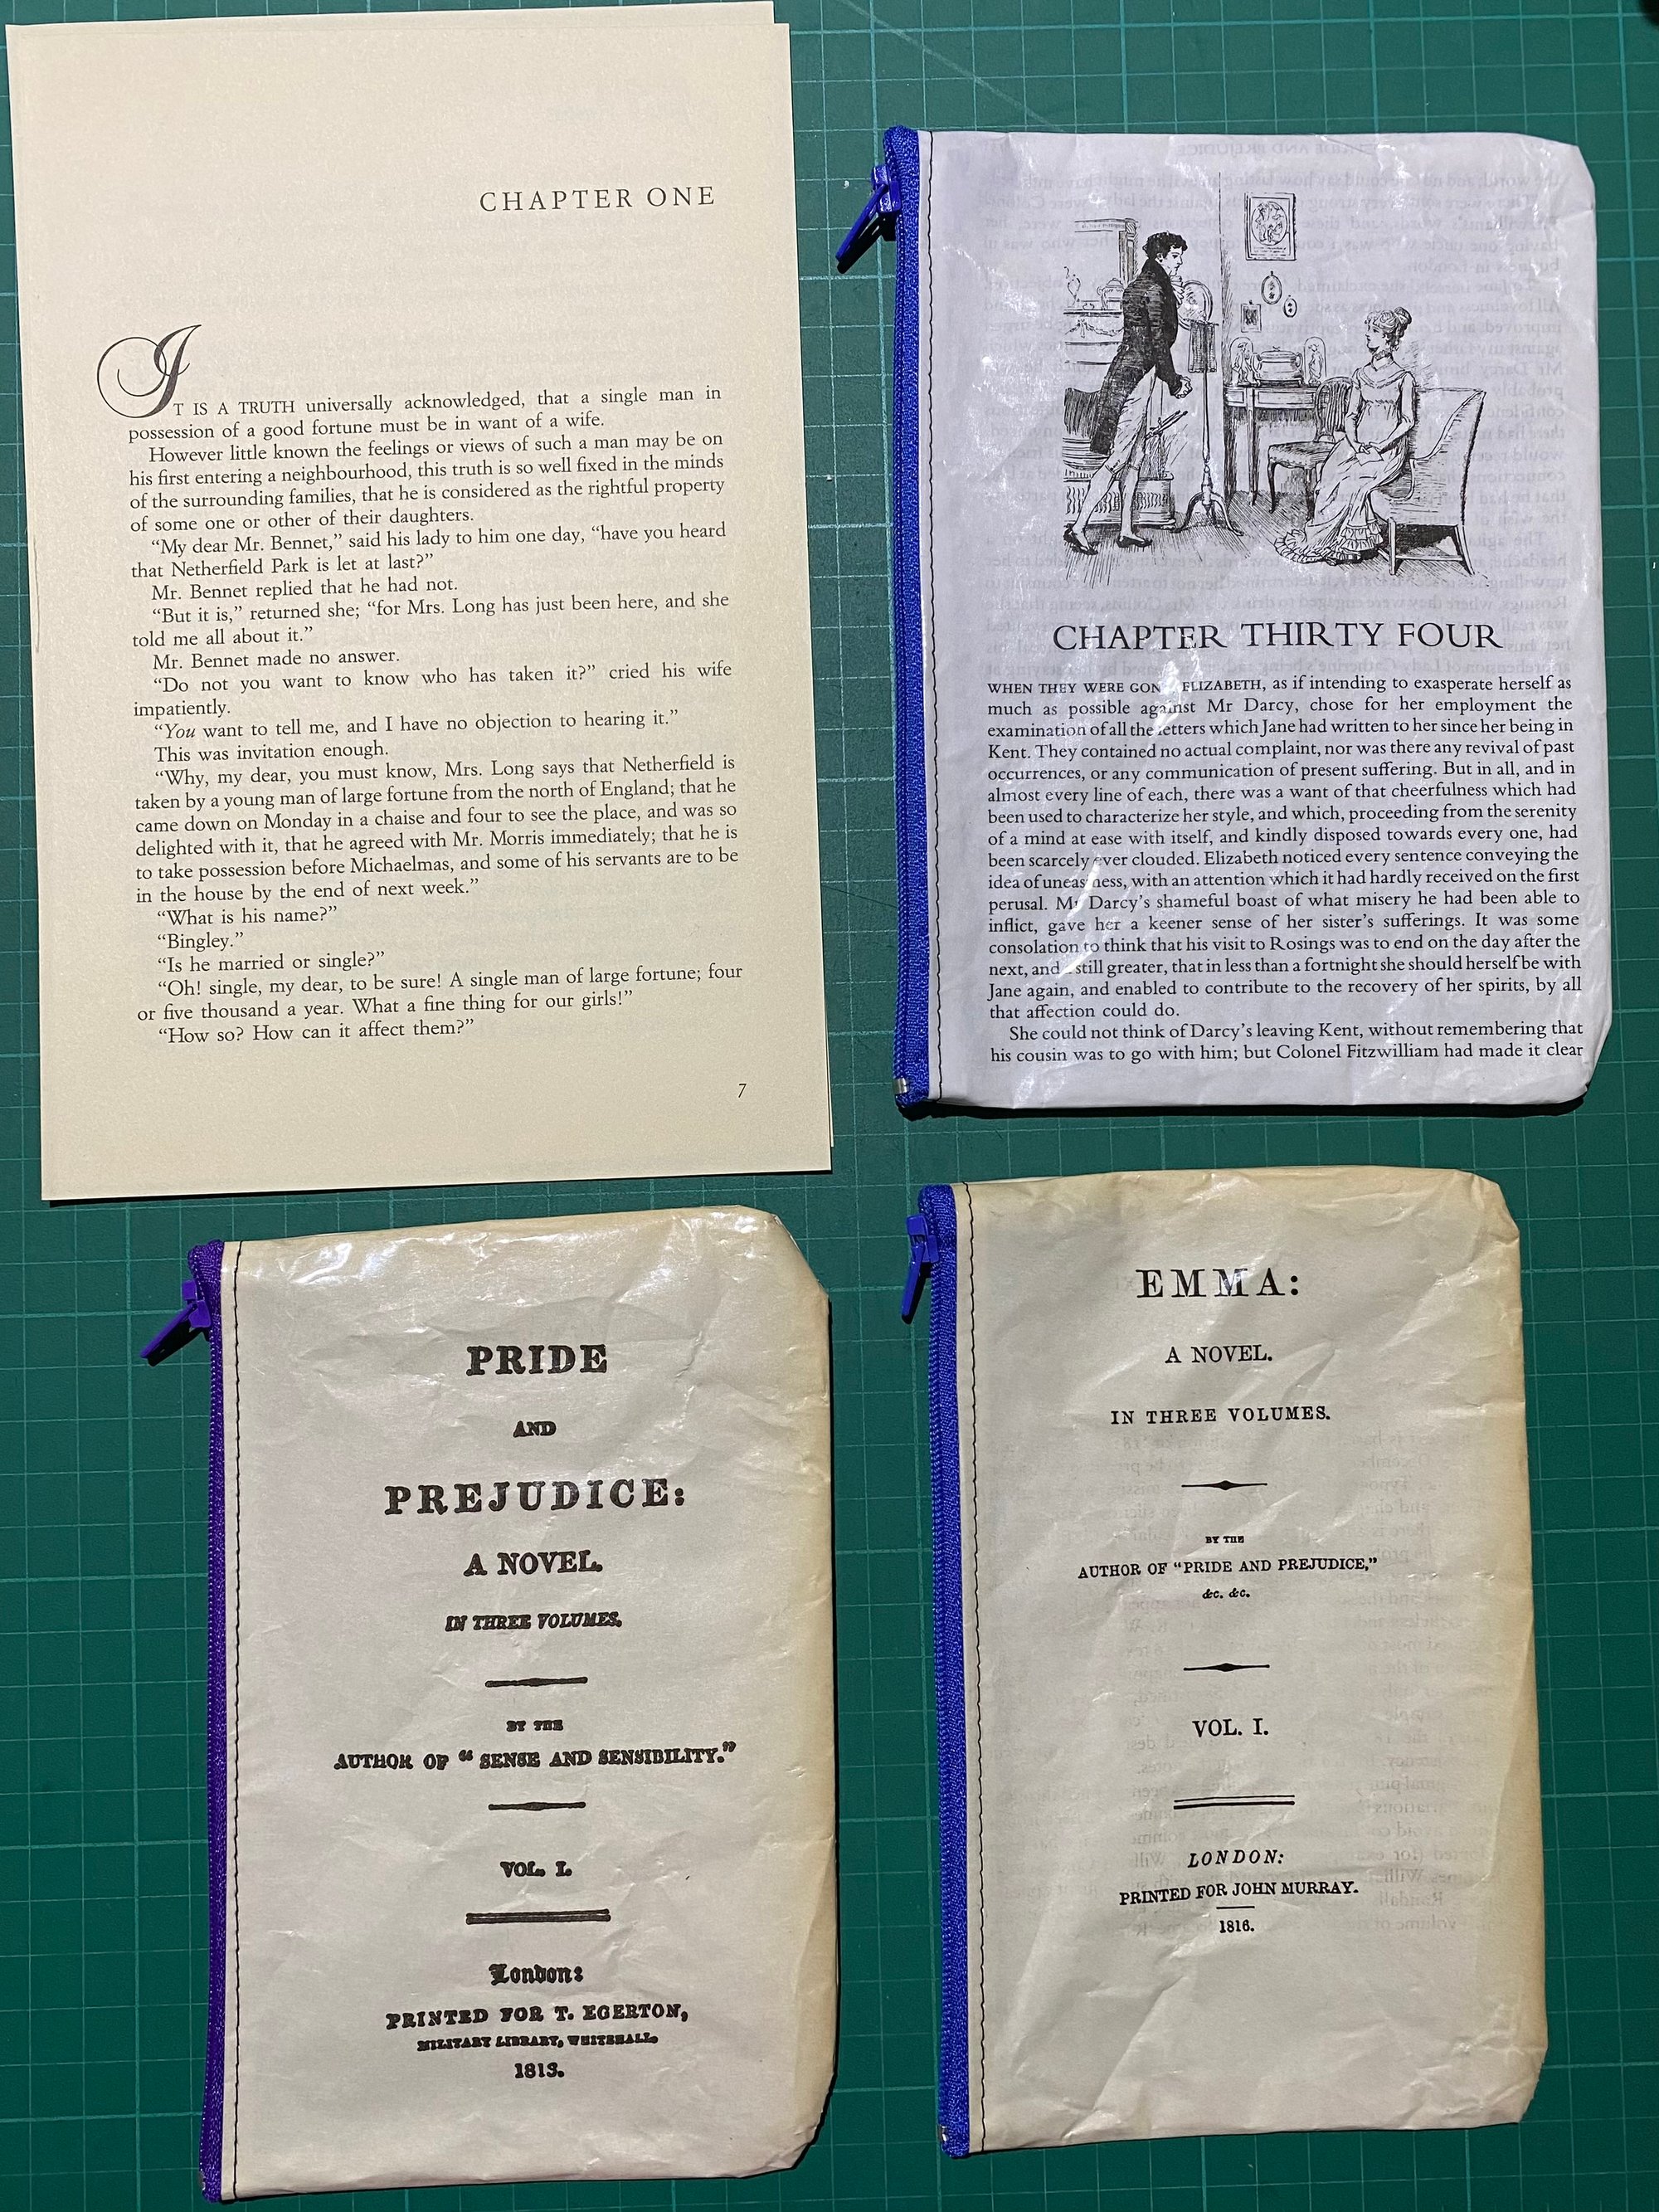 CHAPTER ONE
IT IS A TRUTH universally acknowledged, that a single man in
possession of a good fortune must be in want of a wife.
However little known the feelings or views of such a man may be on
his first entering a neighbourhood, this truth is so well fixed in the minds
of the surrounding families, that he is considered as the rightful property
of some one or other of their daughters.
“My dear Mr. Bennet,” said his lady to him one day, “have you heard
that Netherfield Park is let at last?”
Mr. Bennet replied that he had not.
“But it is,” returned she; “for Mrs. Long has just been here, and she
told me all about it.”
Mr. Bennet made no answer.
“Do not you want to know who has taken it?” cried his wife
impatiently.
“You want to tell me, and I have no objection to hearing it.”
This was invitation enough.
“Why, my dear, you must know, Mrs. Long says that Netherfield is
taken by a young man of large fortune from the north of England; that he
came down on Monday in a chaise and four to see the place, and was so
delighted with it, that he agreed with Mr. Morris immediately; that he is
to take possession before Michaelmas, and some of his servants are to be
in the house by the end of next week.”
“What is his name?”
“Bingley.”
“Is he married or single?”
“Oh! single, my dear, to be sure! A single man of large fortune; four
or five thousand a year. What a fine thing for our girls!”
“How so? How can it affect them?”
7
CHAPTER THIRTY FOUR
WHEN THEY WERE GONE ELIZABETH, as if intending to exasperate herself as
much as possible against Mr Darcy, chose for her employment the
examination of all the letters which Jane had written to her since her being in
Kent. They contained no actual complaint, nor was there any revival of past
occurrences, or any communication of present suffering. But in all, and in
almost every line of each, there was a want of that cheerfulness which had
been used to characterize her style, and which, proceeding from the serenity
of a mind at ease with itself, and kindly disposed towards every one, had
been scarcely ever clouded. Elizabeth noticed every sentence conveying the
idea of uneasiness, with an attention which it had hardly received on the first
perusal. Mr Darcy’s shameful boast of what misery he had been able to
inflict, gave her a keener sense of her sister’s sufferings. It was some
consolation to think that his visit to Rosings was to end on the day after the
next, and still greater, that in less than a fortnight she should herself be with
Jane again, and enabled to contribute to the recovery of her spirits, by all
that affection could do.
She could not think of Darcy’s leaving Kent, without remembering that
his cousin was to go with him; but Colonel Fitzwilliam had made it clear
PRIDE
AND
PREJUDICE:
A NOVEL.
IN THREE VOLUMES.
BY THE
AUTHOR OF “SENSE AND SENSIBILITY.”
VOL. I.
London:
PRINTED FOR T. EGERTON,
MILITARY LIBRARY, WHITEHALL.
1813.
EMMA:
A NOVEL.
IN THREE VOLUMES.
BY THE
AUTHOR OF “PRIDE AND PREJUDICE,”
&c. &c.
VOL. I.
LONDON:
PRINTED FOR JOHN MURRAY.
1816.